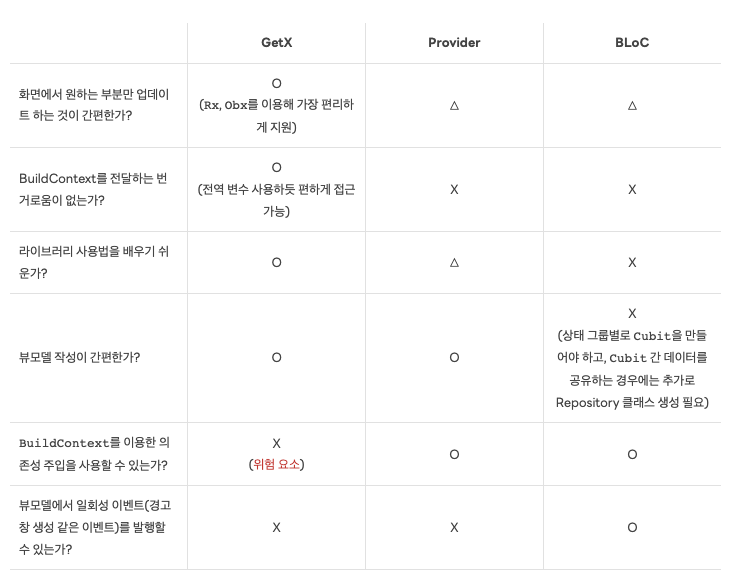 GetX Provider BLoC
화면에서 원하는 부분만 업데이
트 하는 것이 간편한가?
O
(Rx, Obx를 이용해 가장 편리하
게 지원)
△
△
BuildContext를 전달하는 번
거로움이 없는가?
O
(전역 변수 사용하듯 편하게 접근
가능)
X
X
라이브러리 사용법을 배우기 쉬
운가?
O
△
X
뷰모델 작성이 간편한가?
O
O
X
(상태 그룹별로 Cubit을 만들
어야 하고, Cubit 간 데이터를
공유하는 경우에는 추가로
Repository 클래스 생성 필요)
BuildContext를 이용한 의
존성 주입을 사용할 수 있는가?
X
(위험 요소)
O
O
뷰모델에서 일회성 이벤트(경고
창 생성 같은 이벤트)를 발행할
수 있는가?
X
X
O